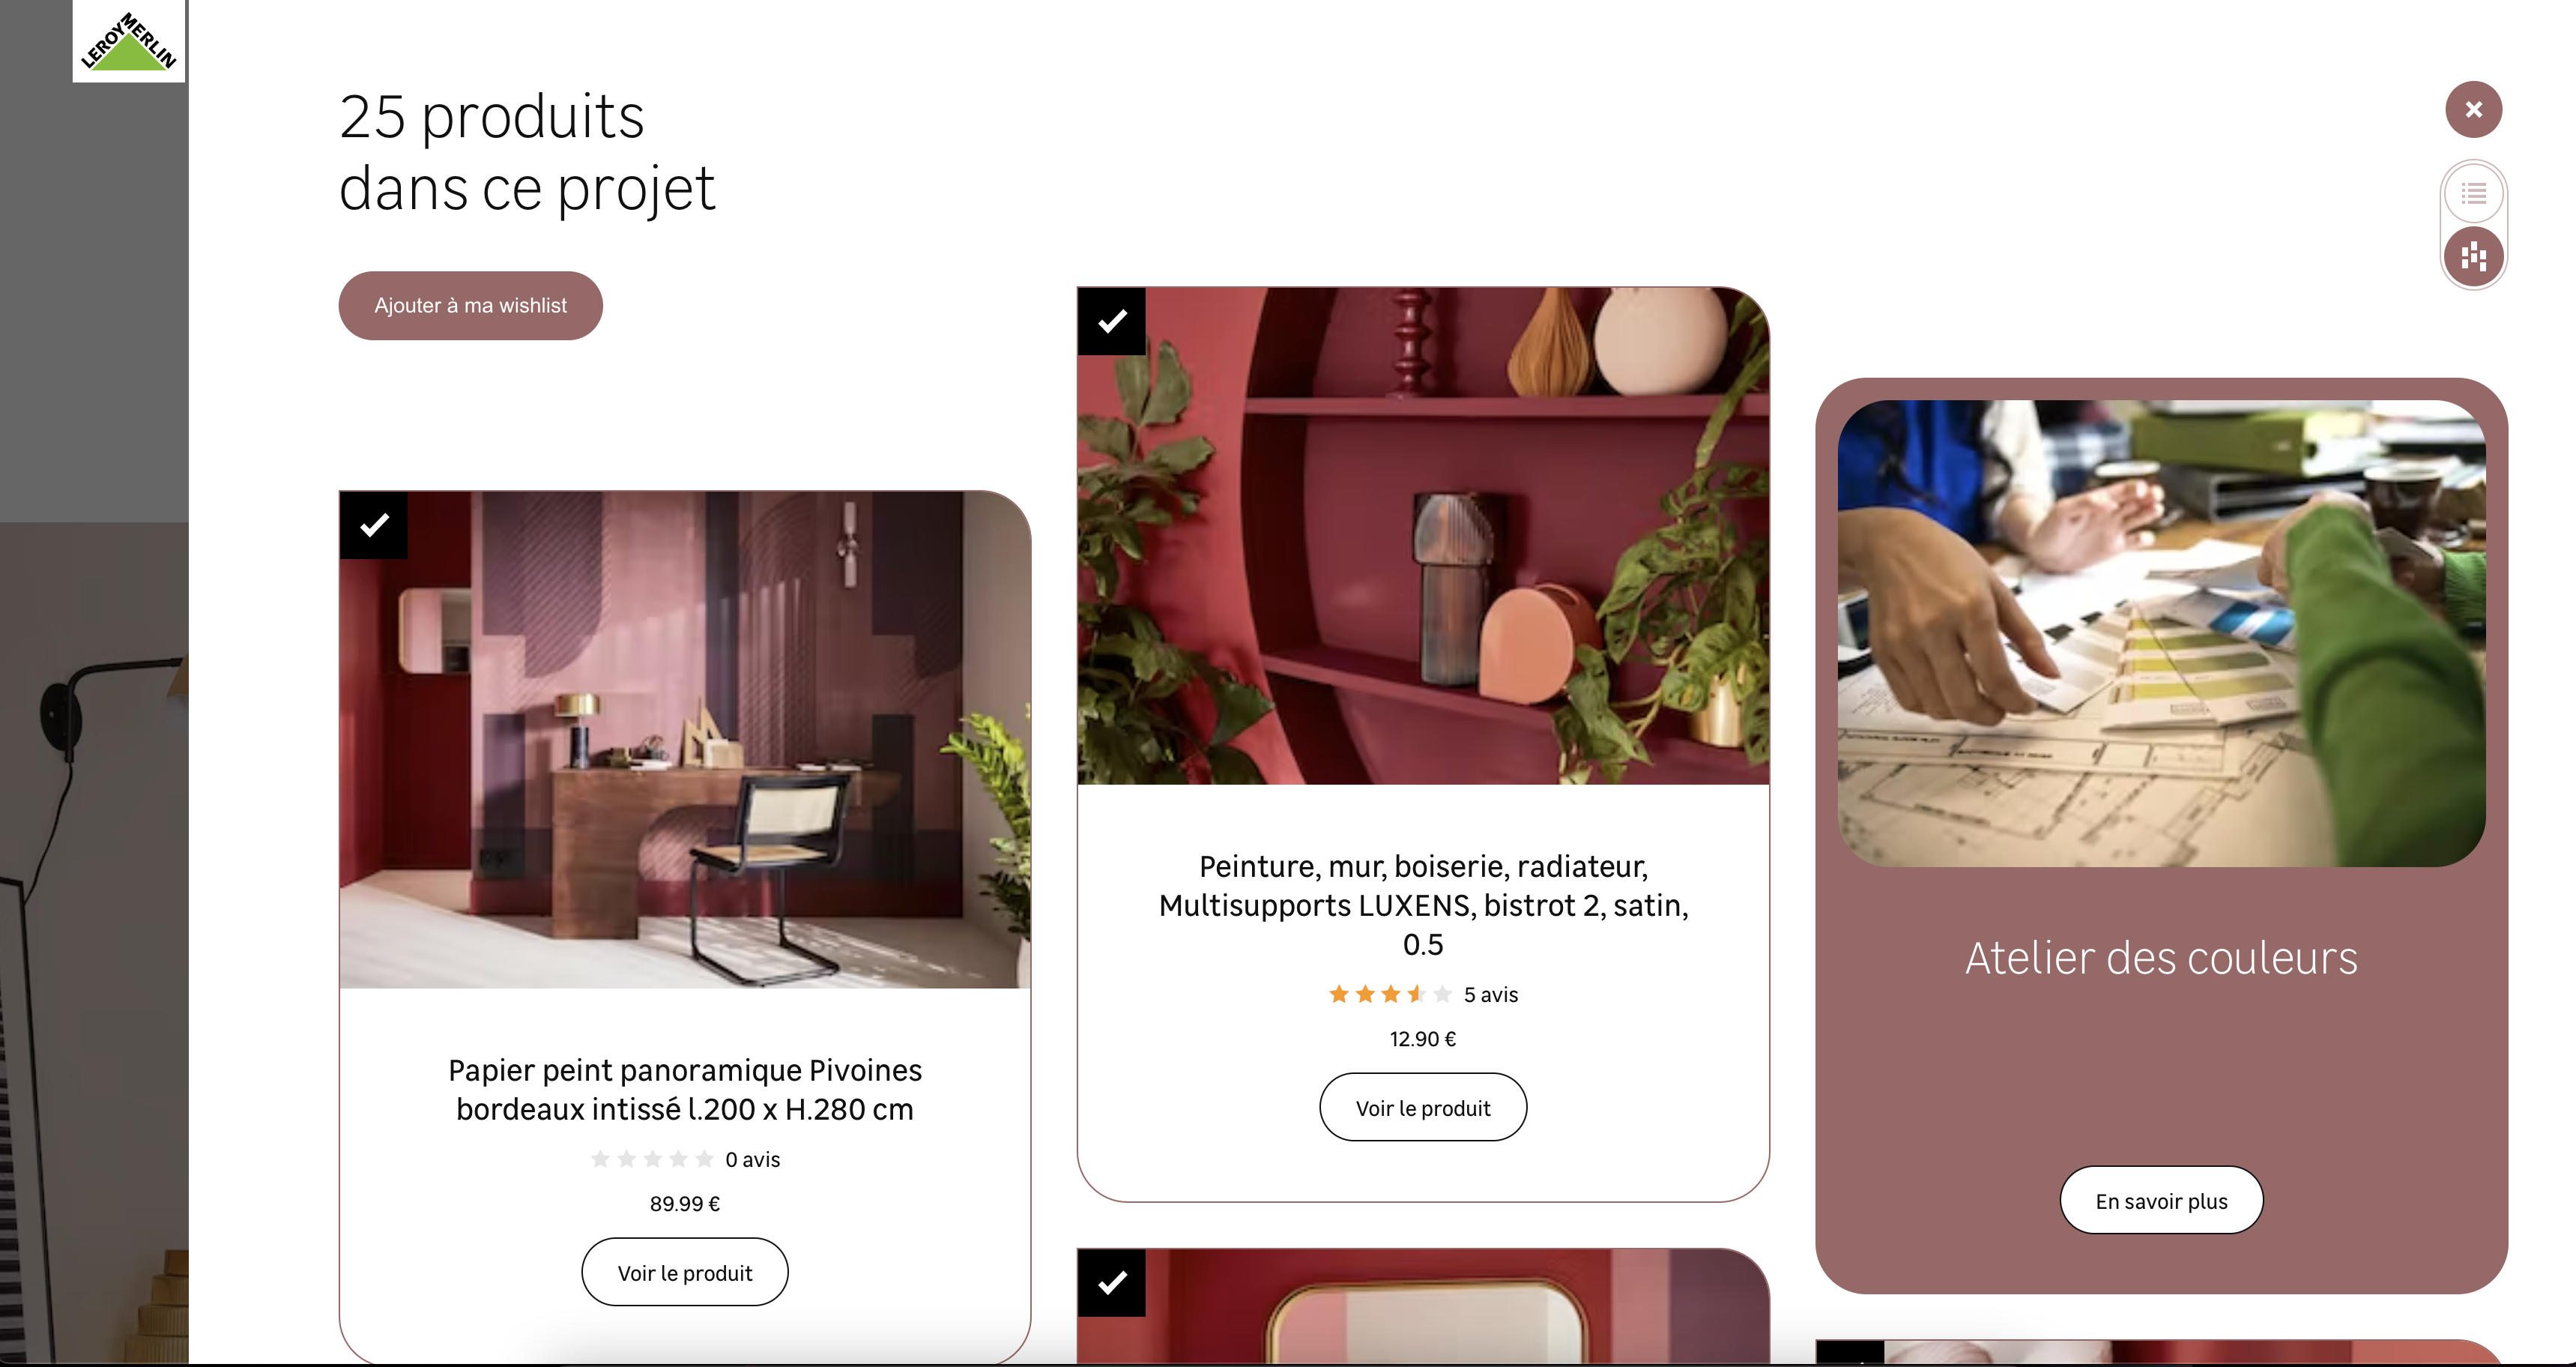 LEROY MERLIN
25 produits
dans ce projet
Ajouter à ma wishlist
Papier peint panoramique Pivoines
bordeaux intissé l.200 x H.280 cm
0 avis
89.99 €
Voir le produit
Peinture, mur, boiserie, radiateur,
Multisupports LUXENS, bistrot 2, satin,
0.5
5 avis
12.90 €
Voir le produit
Atelier des couleurs
En savoir plus